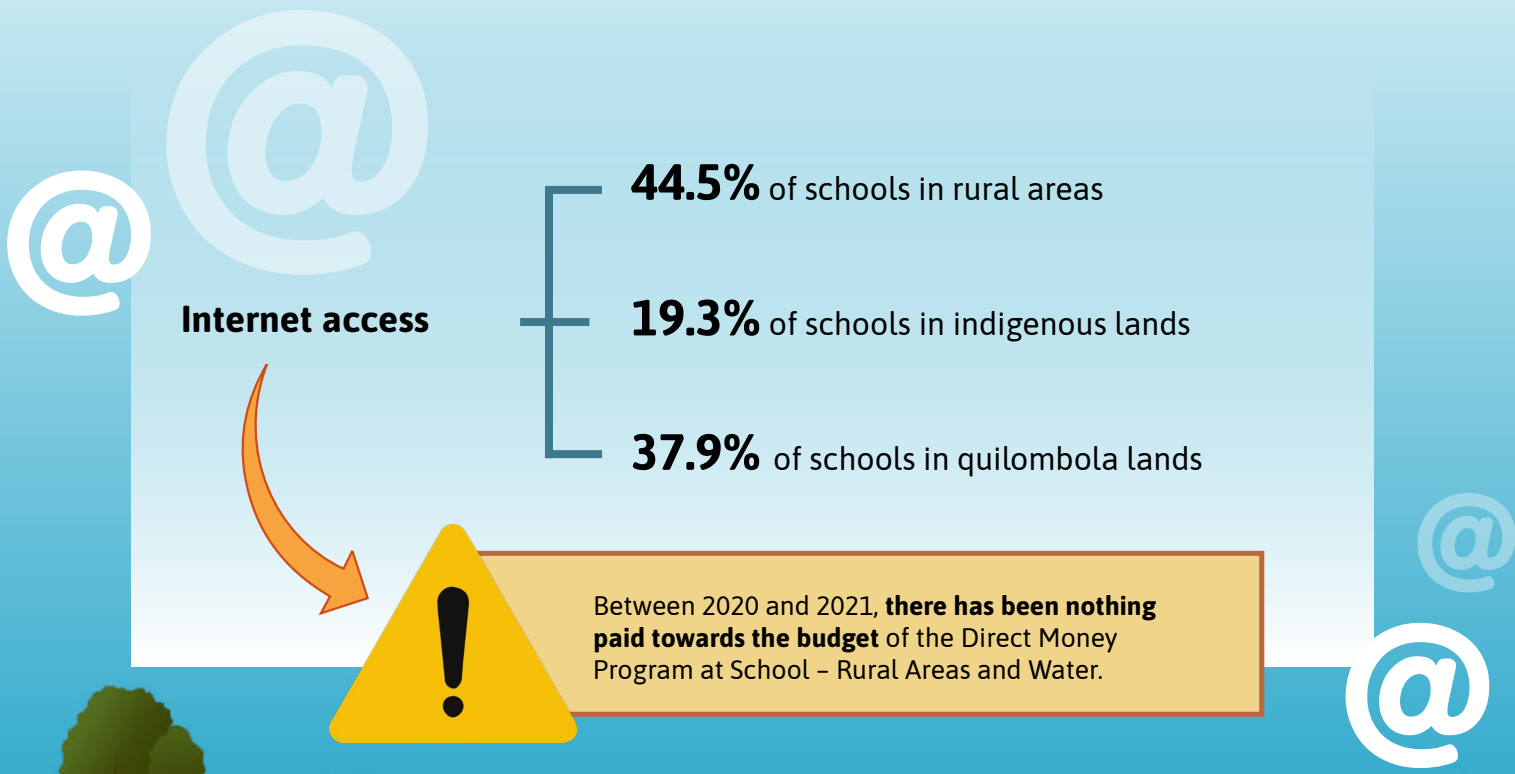 44.5% of schools in rural areas
Internet access
19.3% of schools in indigenous lands
37.9% of schools in quilombola lands
Between 2020 and 2021, there has been nothing
paid towards the budget of the Direct Money
Program at School – Rural Areas and Water.